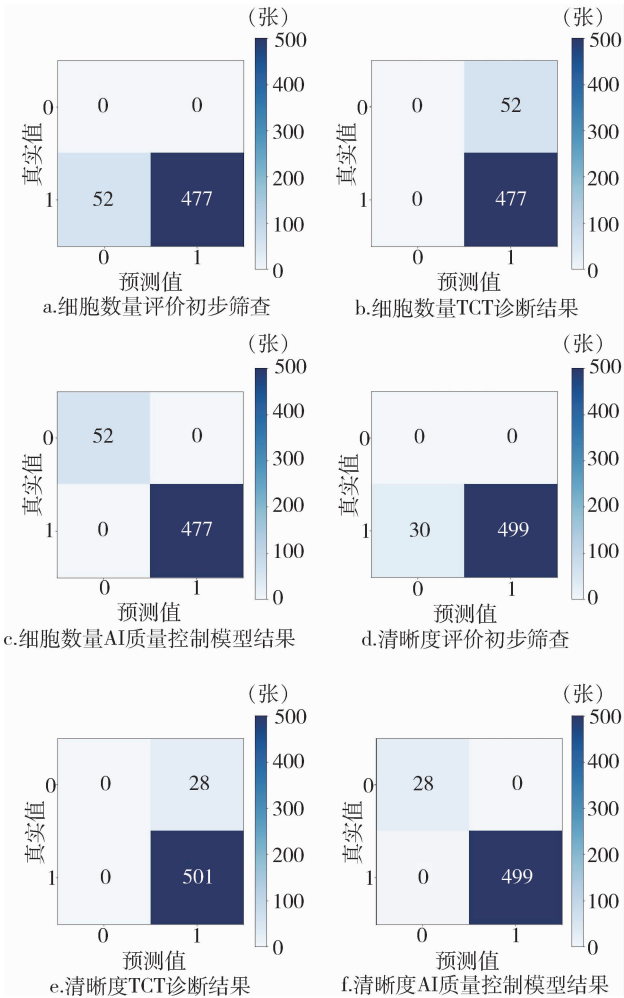 （张）
500
400
300
200
100
0
真实值
0
1
0 0
52 477
0 1
预测值
a.细胞数量评价初步筛查
（张）
500
400
300
200
100
0
真实值
0
1
0 52
0 477
0 1
预测值
b.细胞数量TCT诊断结果
（张）
500
400
300
200
100
0
真实值
0
1
52 0
0 477
0 1
预测值
c.细胞数量AI质量控制模型结果
（张）
500
400
300
200
100
0
真实值
0
1
0 0
30 499
0 1
预测值
d.清晰度评价初步筛查
（张）
500
400
300
200
100
0
真实值
0
1
0 28
0 501
0 1
预测值
e.清晰度TCT诊断结果
（张）
500
400
300
200
100
0
真实值
0
1
28 0
0 499
0 1
预测值
f.清晰度AI质量控制模型结果